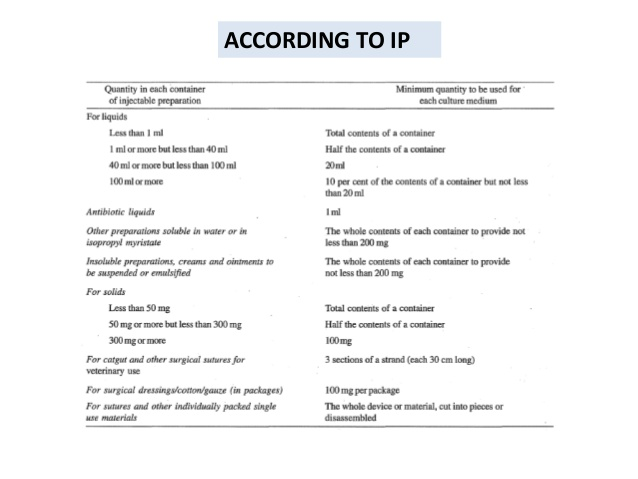 ACCORDING TO IP
Quantity in each container Minimum quantity to be used for
of injectable preparation each culture medium
For liquids
Less than 1 ml Total contents of a container
1 ml or more but less than 40 ml Half the contents of a container
40 ml or more but less than 100 ml 20ml
100 ml or more 10 per cent of the contents of a container but not less
than 20 ml
Antibiotic liquids 1 ml
Other preparations soluble in water or in The whole contents of each container to provide not
isopropyl myristate less than 200 mg
Insoluble preparations, creams and ointments to The whole contents of each container to provide
be suspended or emulsified not less than 200 mg
For solids
Less than 50 mg Total contents of a container
50 mg or more but less than 300 mg Half the contents of a container
300 mg or more 100 mg
For catgut and other surgical sutures for 3 sections of a strand (each 30 cm long)
veterinary use
For surgical dressings/cotton/gauze (in packages) 100 mg per package
For sutures and other individually packed single The whole device or material, cut into pieces or
use materials disassembled